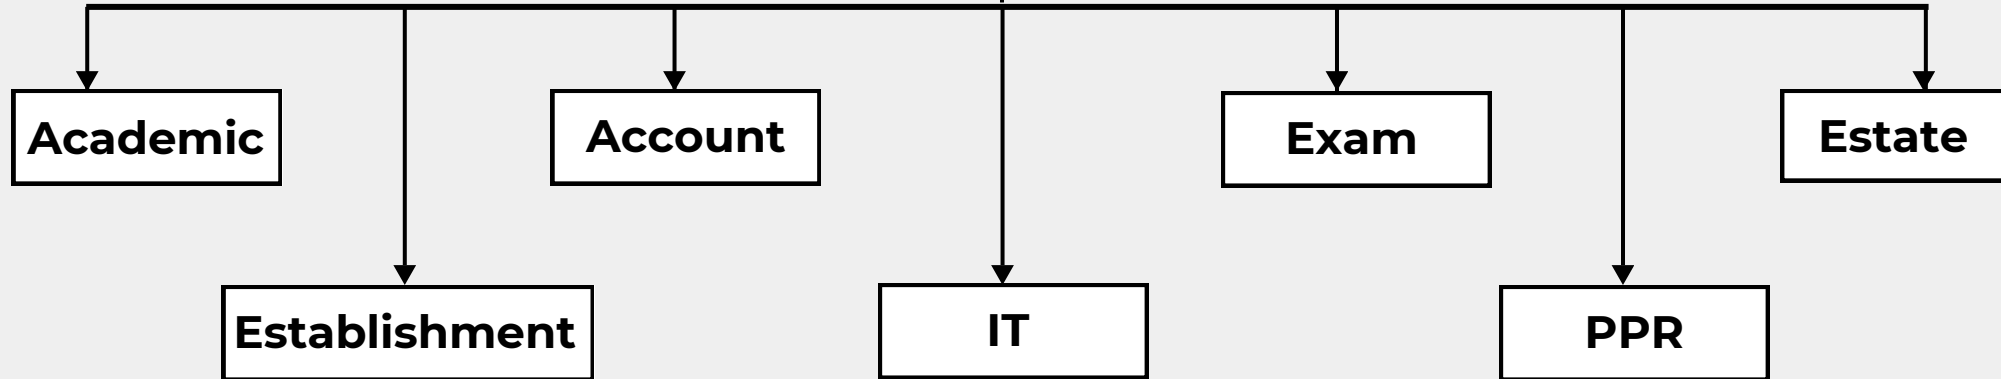 Academic
Account
Exam
Estate
Establishment
IT
PPR